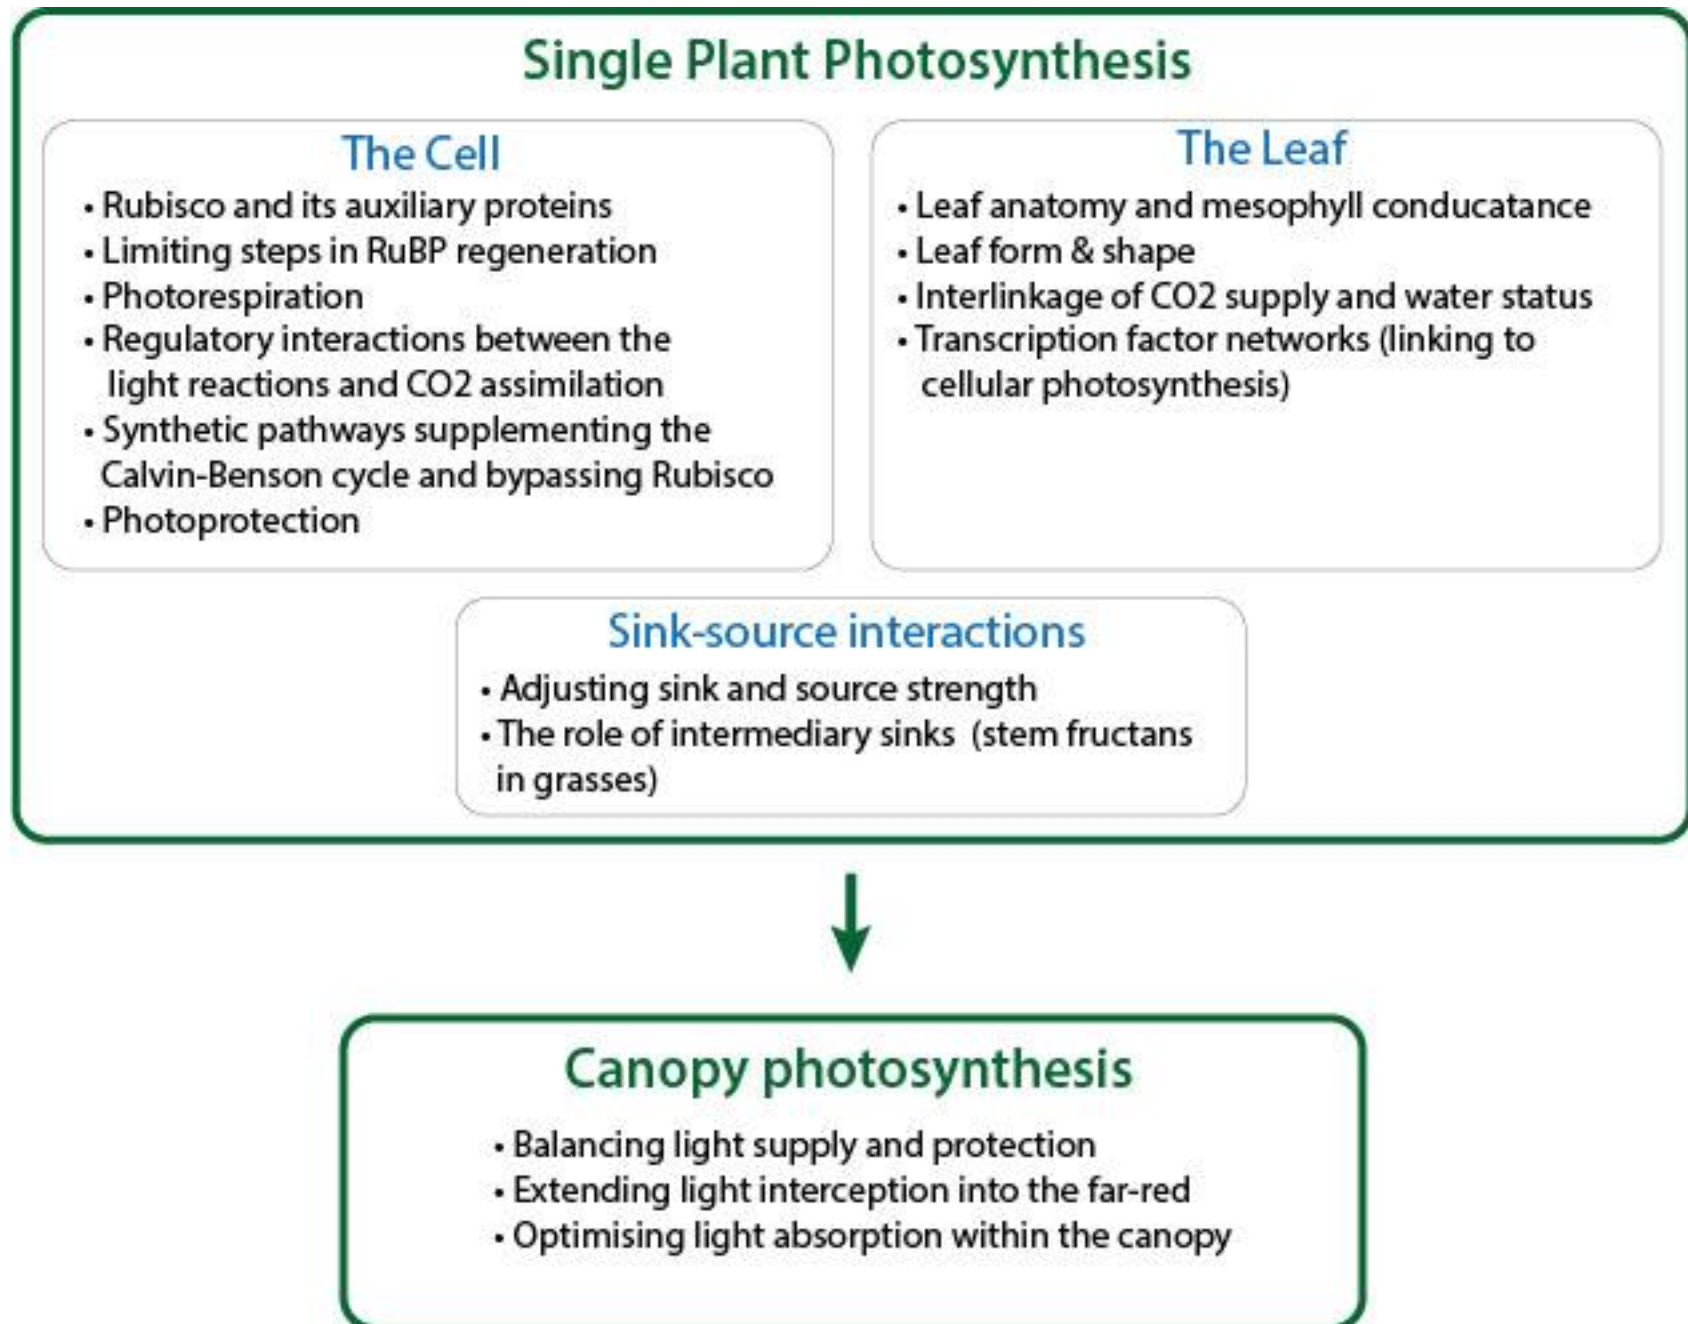 Single Plant Photosynthesis
The Cell
• Rubisco and its auxiliary proteins
• Limiting steps in RuBP regeneration
• Photorespiration
• Regulatory interactions between the
light reactions and CO2 assimilation
• Synthetic pathways supplementing the
Calvin-Benson cycle and bypassing Rubisco
• Photoprotection
The Leaf
• Leaf anatomy and mesophyll conducatance
• Leaf form & shape
• Interlinkage of CO2 supply and water status
• Transcription factor networks (linking to
cellular photosynthesis)
Sink-source interactions
• Adjusting sink and source strength
• The role of intermediary sinks (stem fructans
in grasses)
Canopy photosynthesis
• Balancing light supply and protection
• Extending light interception into the far-red
• Optimising light absorption within the canopy